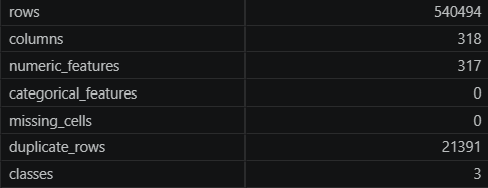 rows 540494
columns 318
numeric_features 317
categorical_features 0
missing_cells 0
duplicate_rows 21391
classes 3